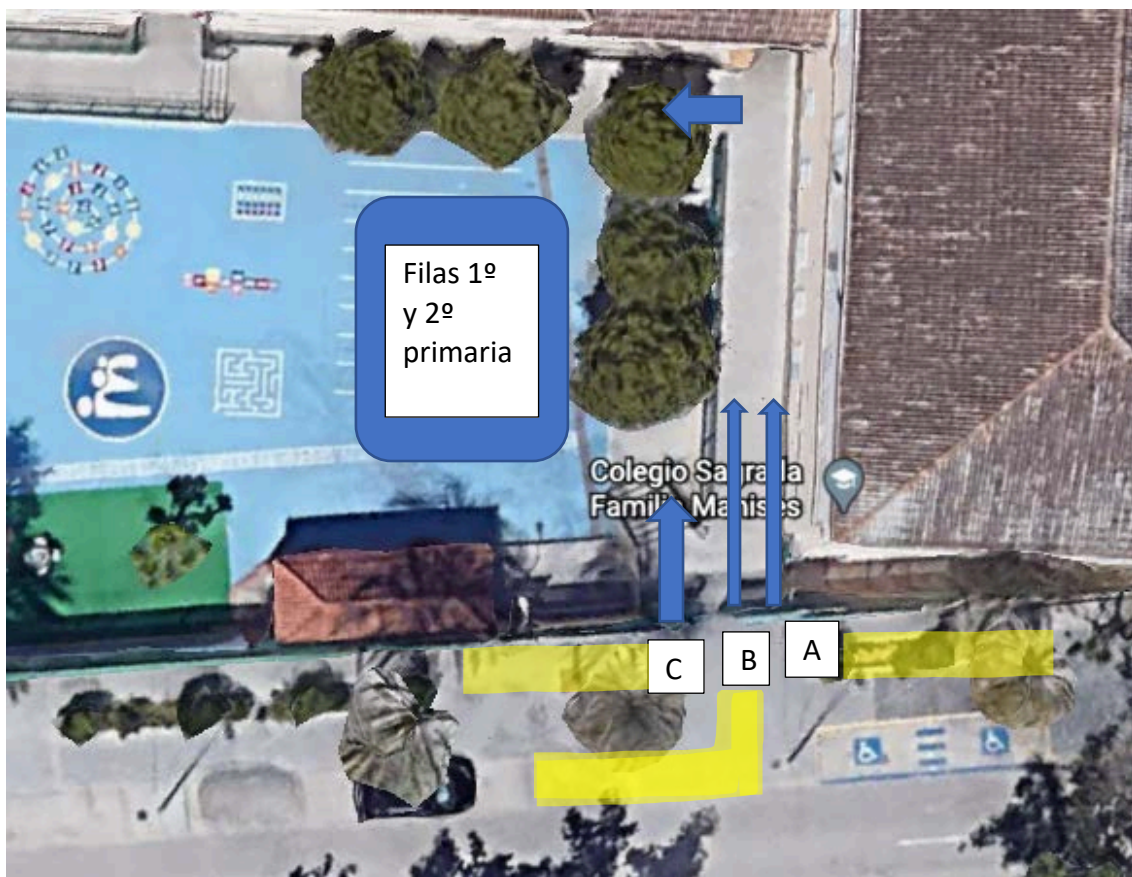 Filas 1º
y 2º
primaria
Colegio Sagrada
Familia Manises
C
B
A